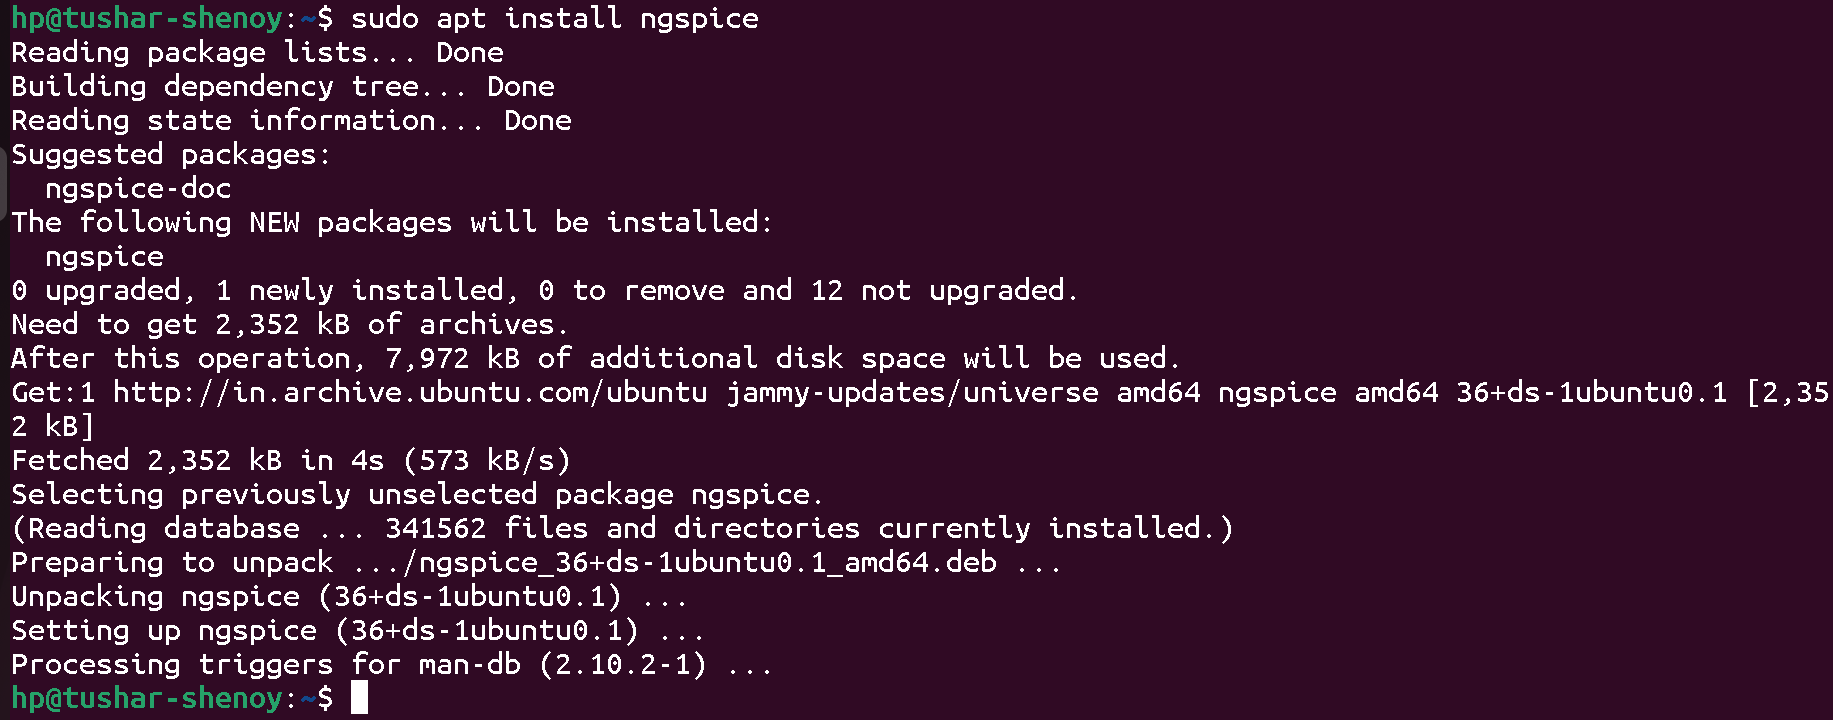 hp@tushar-shenoy:~$ sudo apt install ngspice
Reading package lists... Done
Building dependency tree... Done
Reading state information... Done
Suggested packages:
  ngspice-doc
The following NEW packages will be installed:
  ngspice
0 upgraded, 1 newly installed, 0 to remove and 12 not upgraded.
Need to get 2,352 kB of archives.
After this operation, 7,972 kB of additional disk space will be used.
Get:1 http://in.archive.ubuntu.com/ubuntu jammy-updates/universe amd64 ngspice amd64 36+ds-1ubuntu0.1 [2,35
2 kB]
Fetched 2,352 kB in 4s (573 kB/s)
Selecting previously unselected package ngspice.
(Reading database ... 341562 files and directories currently installed.)
Preparing to unpack .../ngspice_36+ds-1ubuntu0.1_amd64.deb ...
Unpacking ngspice (36+ds-1ubuntu0.1) ...
Setting up ngspice (36+ds-1ubuntu0.1) ...
Processing triggers for man-db (2.10.2-1) ...
hp@tushar-shenoy:~$